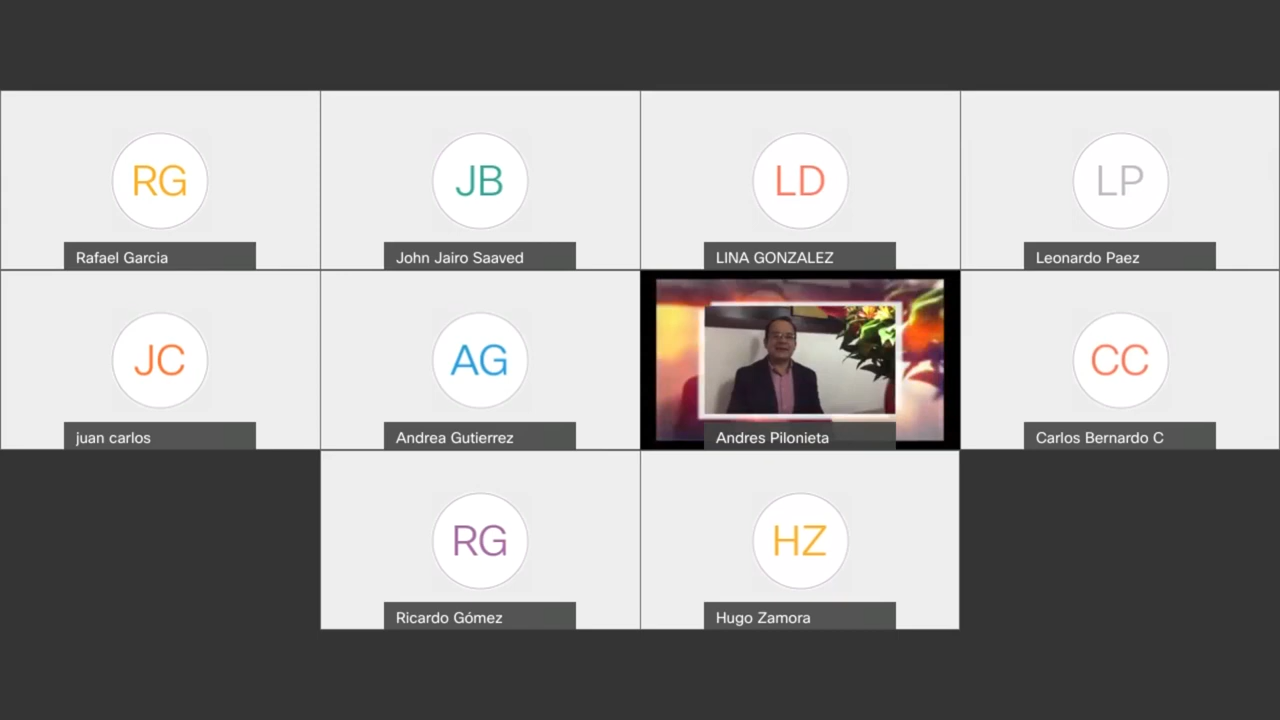 RG
Rafael Garcia
JB
John Jairo Saaved
LD
LINA GONZALEZ
LP
Leonardo Paez
JC
juan carlos
AG
Andrea Gutierrez
Andres Pilonieta
CC
Carlos Bernardo C
RG
Ricardo Gómez
HZ
Hugo Zamora